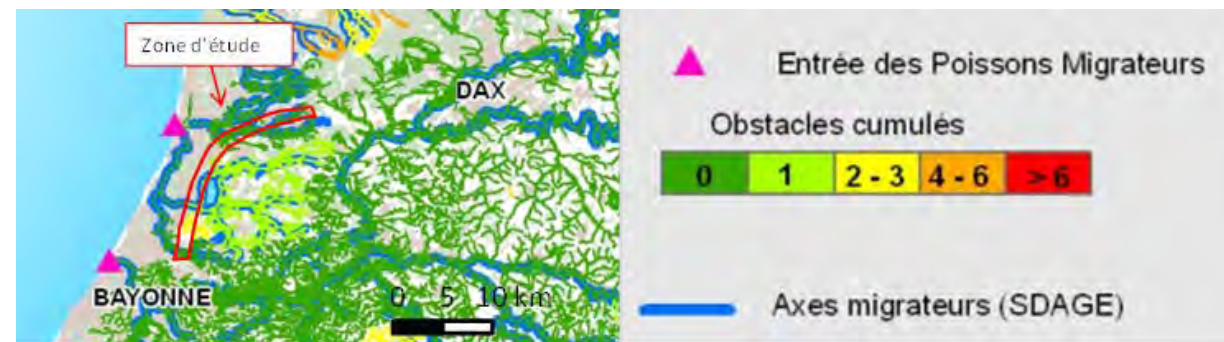 Zone d'étude
DAX
BAYONNE
0 5 10 km
Entrée des Poissons Migrateurs
Obstacles cumulés
0 1 2 - 3 4 - 6 > 6
Axes migrateurs (SDAGE)